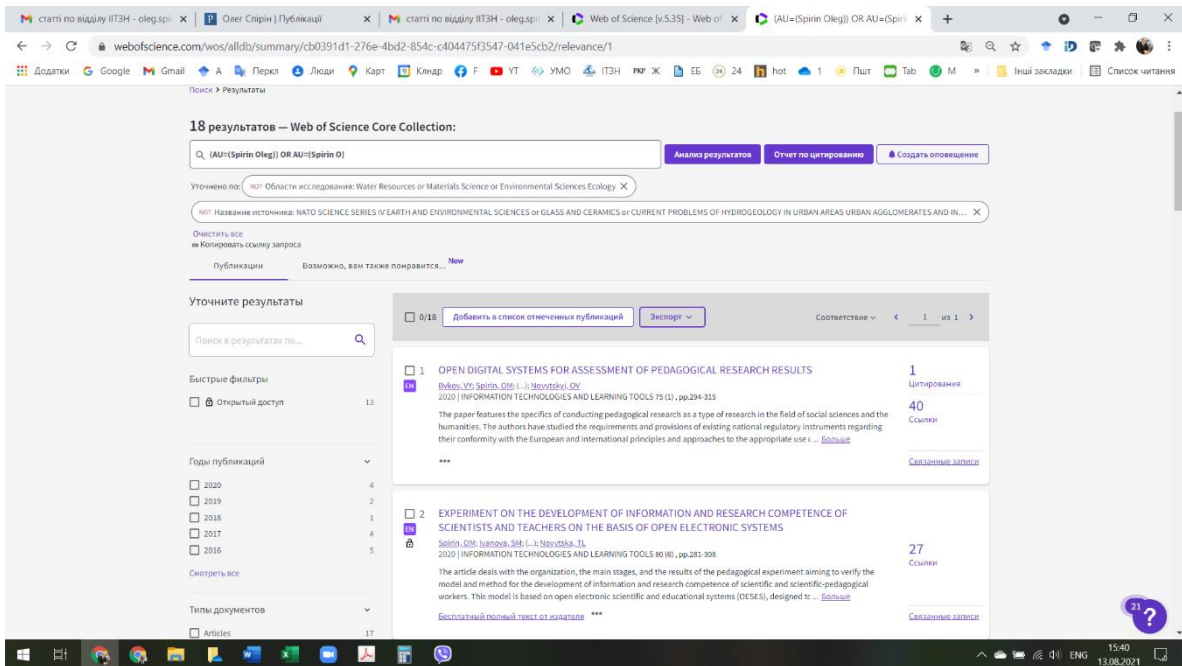 статті по відділу ІІТЗН - oleg.spi
Олег Спірін | Публікації
статті по відділу ІІТЗН - oleg.spi
Web of Science [v.5.35] - Web of
(AU=(Spirin Oleg)) OR AU=(Spiri
webofscience.com/wos/alldb/summary/cb0391d1-276e-4bd2-854c-c404475f3547-041e5cb2/relevance/1
Додатки Google Gmail А Перкл Люди Карт Кляндр F YT УМО ІТЗН Ж ЕБ 24 hot 1 Пшт Tab М » Інші закладки Список читання
Поиск > Результаты
18 результатов — Web of Science Core Collection:
(AU=(Spirin Oleg)) OR AU=(Spirin O)
Анализ результатов Отчет по цитированию Создать оповещение
Уточнено по: NOT Области исследования: Water Resources or Materials Science or Environmental Sciences Ecology
NOT Название источника: NATO SCIENCE SERIES IV EARTH AND ENVIRONMENTAL SCIENCES or GLASS AND CERAMICS or CURRENT PROBLEMS OF HYDROGEOLOGY IN URBAN AREAS URBAN AGGLOMERATES AND IN...
Очистить все
Копировать ссылку запроса
Публикации Возможно, вам также понравится... New
Уточните результаты
Поиск в результатах по...
Быстрые фильтры
Открытый доступ 13
Годы публикаций
2020 4
2019 2
2018 1
2017 4
2016 5
Смотреть все
Типы документов
Articles 17
0/18 Добавить в список отмеченных публикаций Экспорт Соответствие 1 из 1
1 OPEN DIGITAL SYSTEMS FOR ASSESSMENT OF PEDAGOGICAL RESEARCH RESULTS
EN Bykov, VY; Spirin, OM; (...); Novytskyi, OV
2020 | INFORMATION TECHNOLOGIES AND LEARNING TOOLS 75 (1) , pp.294-315
The paper features the specifics of conducting pedagogical research as a type of research in the field of social sciences and the
humanities. The authors have studied the requirements and provisions of existing national regulatory instruments regarding
their conformity with the European and international principles and approaches to the appropriate use ... Больше
1
Цитирования
40
Ссылки
Связанные записи
2 EXPERIMENT ON THE DEVELOPMENT OF INFORMATION AND RESEARCH COMPETENCE OF
EN SCIENTISTS AND TEACHERS ON THE BASIS OF OPEN ELECTRONIC SYSTEMS
Spirin, OM; Ivanova, SM; (...); Novytska, TL
2020 | INFORMATION TECHNOLOGIES AND LEARNING TOOLS 80 (6) , pp.281-308
The article deals with the organization, the main stages, and the results of the pedagogical experiment aiming to verify the
model and method for the development of information and research competence of scientific and scientific-pedagogical
workers. This model is based on open electronic scientific and educational systems (OESES), designed tc ... Больше
Бесплатный полный текст от издателя
27
Ссылки
Связанные записи
21
ENG 15:40
13.08.2021